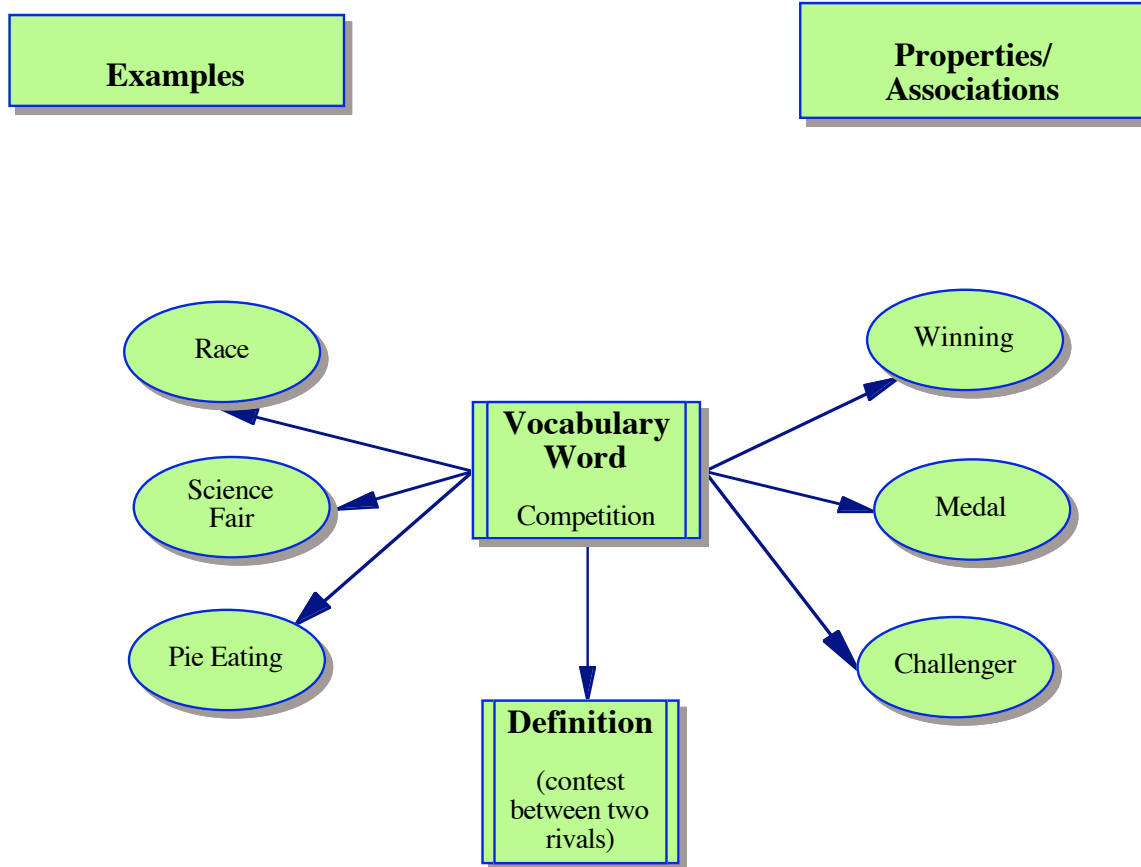 Examples
Properties/
Associations
Race
Winning
Vocabulary
Word
Competition
Science
Fair
Medal
Pie Eating
Challenger
Definition
(contest
between two
rivals)